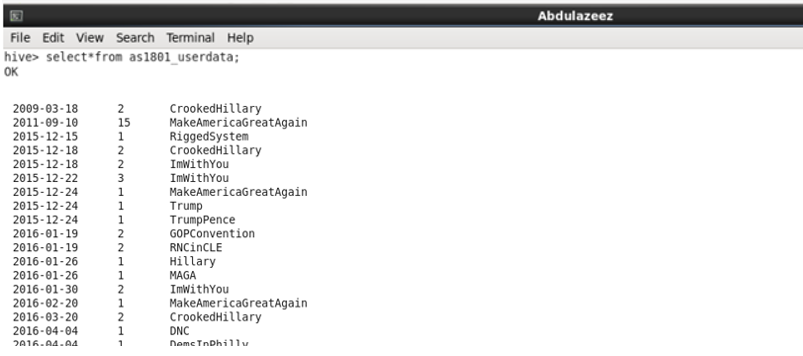 Abdulazeez
File Edit View Search Terminal Help
hive> select*from as1801_userdata;
OK
2009-03-18 2 CrookedHillary
2011-09-10 15 MakeAmericaGreatAgain
2015-12-15 1 RiggedSystem
2015-12-18 2 CrookedHillary
2015-12-18 2 ImWithYou
2015-12-22 3 ImWithYou
2015-12-24 1 MakeAmericaGreatAgain
2015-12-24 1 Trump
2015-12-24 1 TrumpPence
2016-01-19 2 GOPConvention
2016-01-19 2 RNCinCLE
2016-01-26 1 Hillary
2016-01-26 1 MAGA
2016-01-30 2 ImWithYou
2016-02-20 1 MakeAmericaGreatAgain
2016-03-20 2 CrookedHillary
2016-04-04 1 DNC
2016-04-04 1 DemsInPhilly